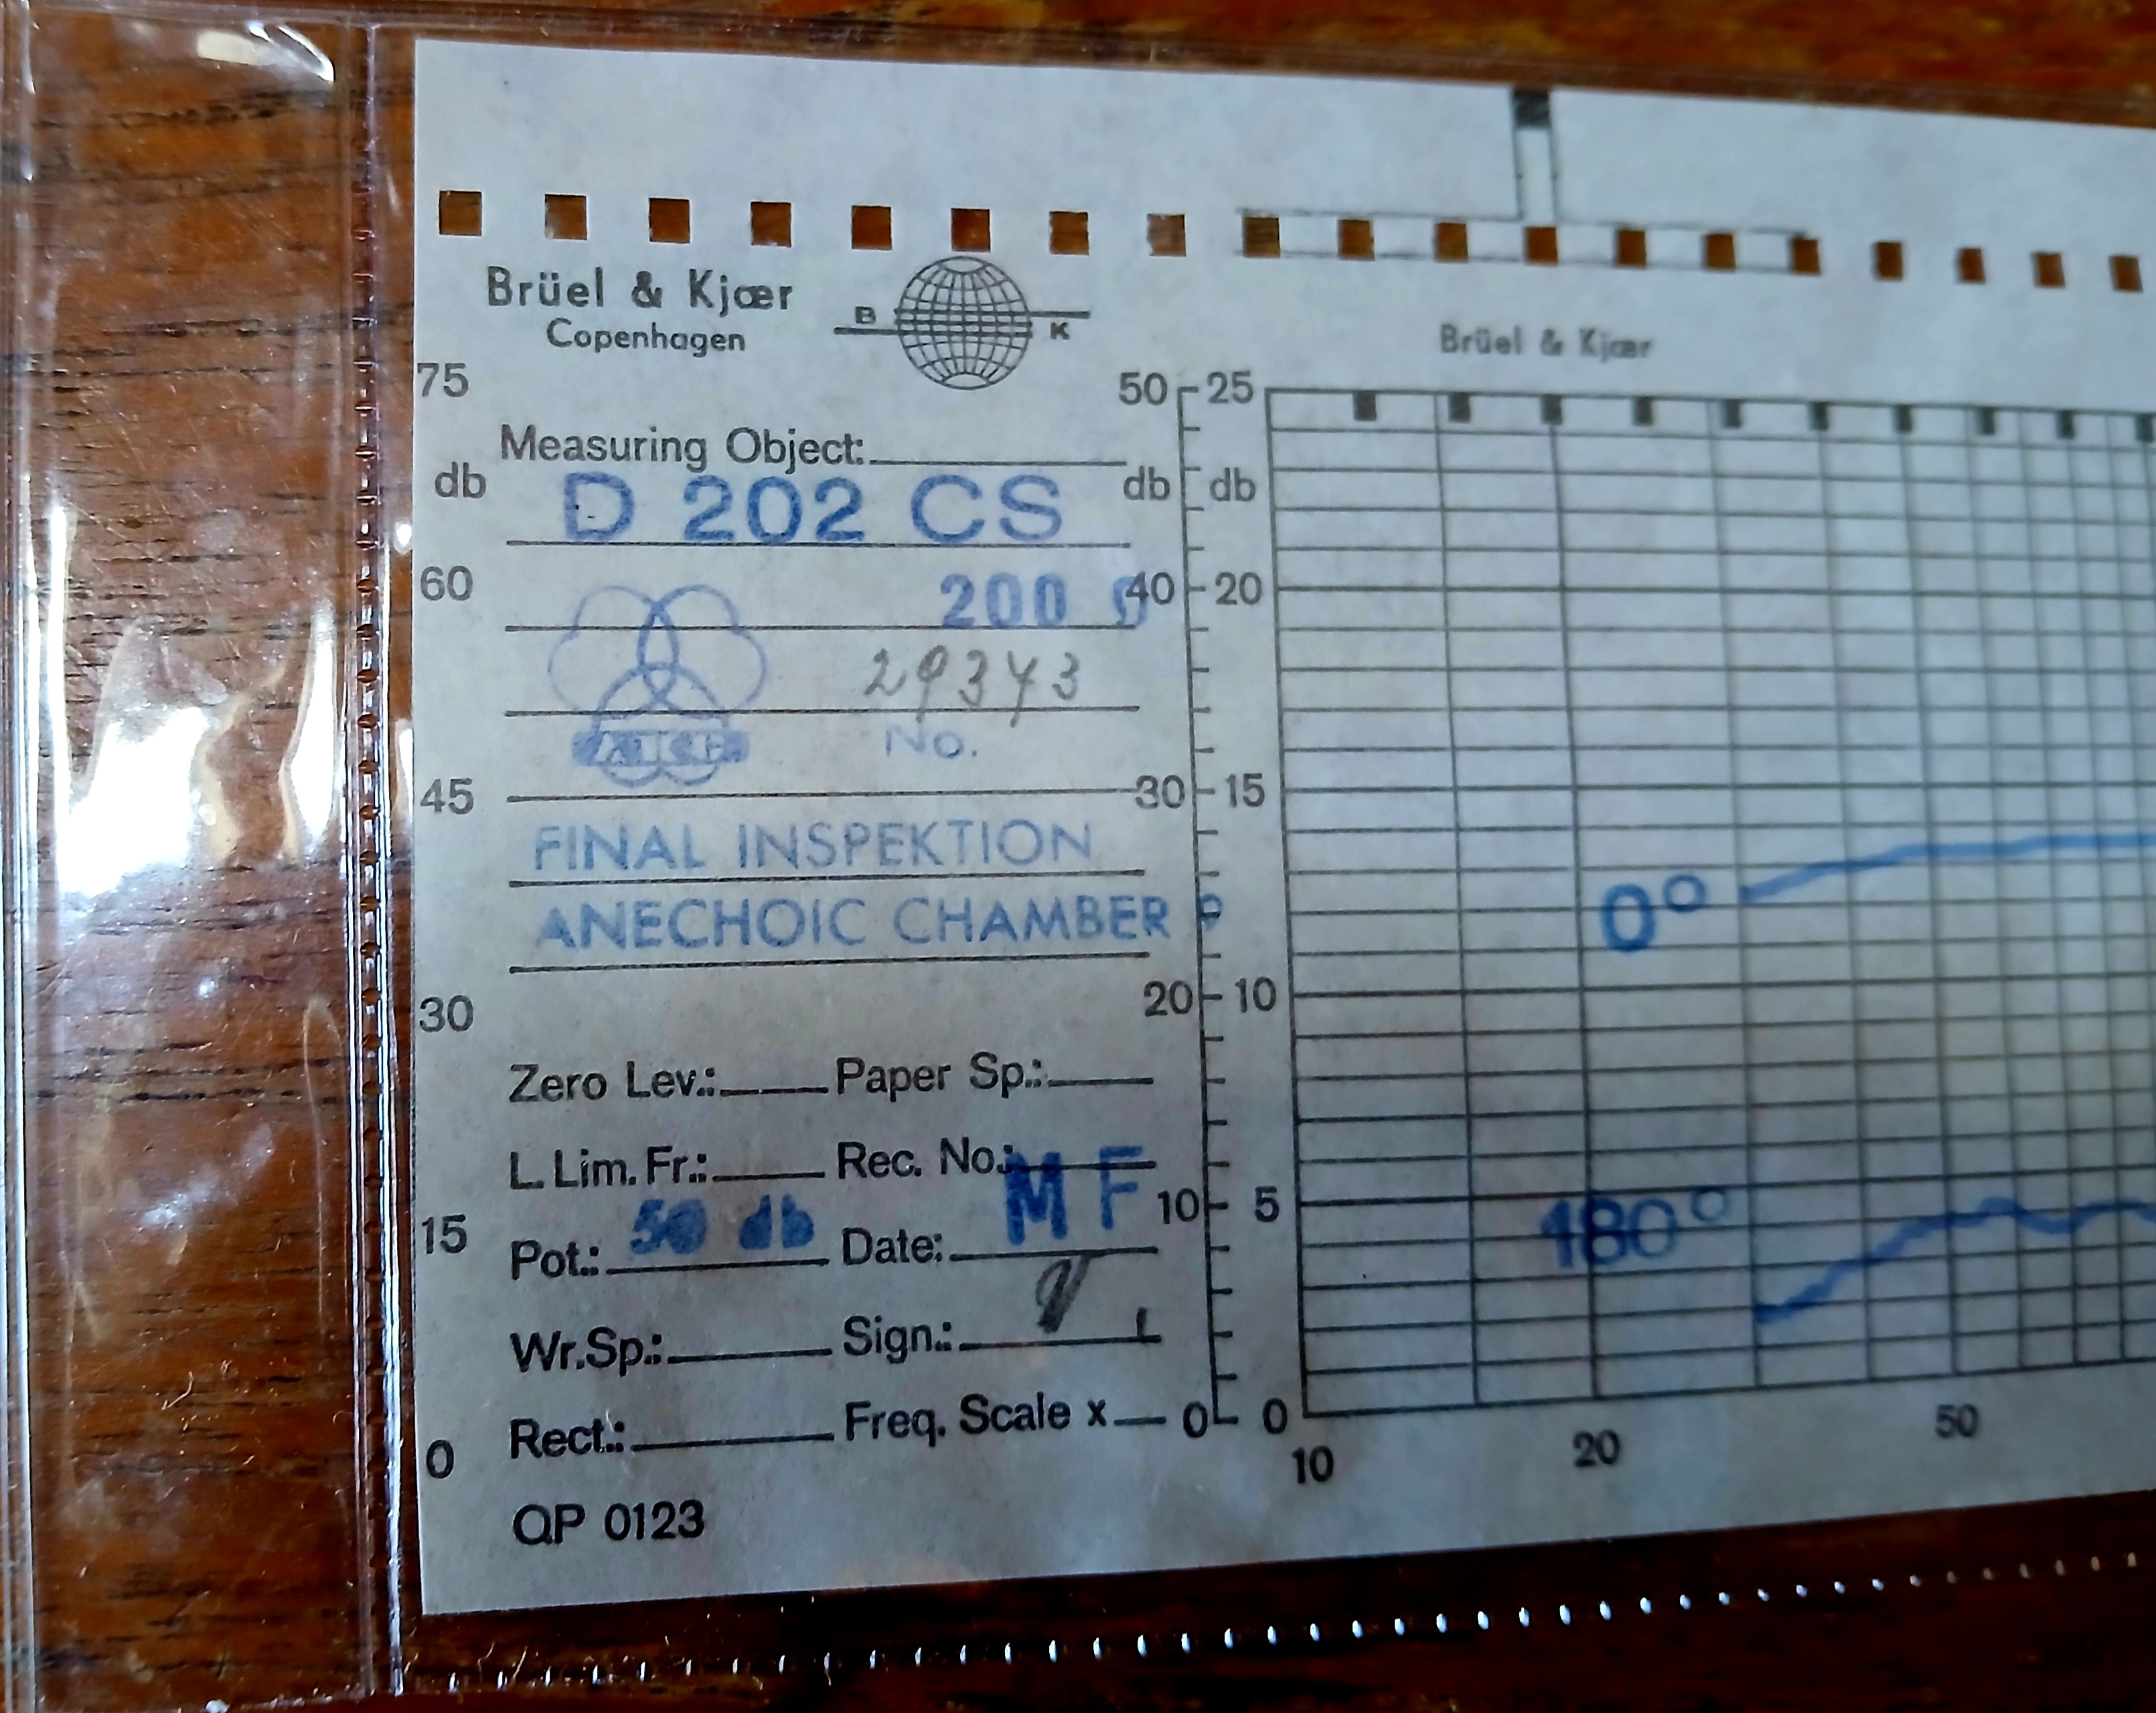 Brüel & Kjær
Copenhagen
B K
Brüel & Kjær
75 50 25
Measuring Object:
db db db
D 202 CS
60 40 20
200 Ω
29343
AKG
No.
45 30 15
FINAL INSPEKTION
ANECHOIC CHAMBER P
0°
30 20 10
Zero Lev.: Paper Sp.:
L. Lim. Fr.: Rec. No.:
M F
15 10 5
180°
Pot.: 50 db Date:
Wr.Sp.: Sign.:
Rect.: Freq. Scale x
0 0 0
10 20 50
QP 0123